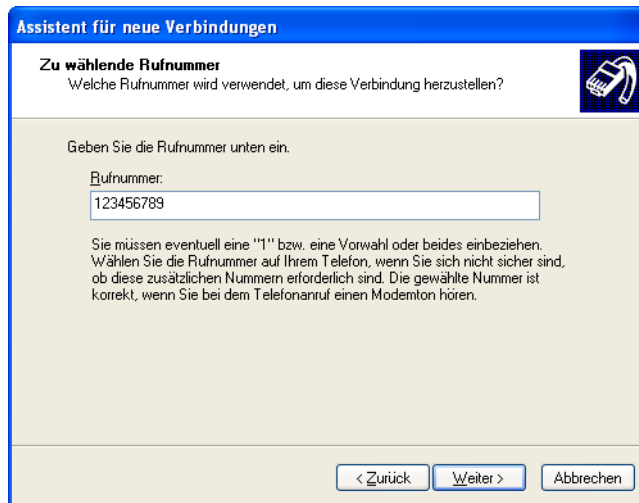 Assistent für neue Verbindungen
Zu wählende Rufnummer
Welche Rufnummer wird verwendet, um diese Verbindung herzustellen?
Geben Sie die Rufnummer unten ein.
Rufnummer:
123456789
Sie müssen eventuell eine "1" bzw. eine Vorwahl oder beides einbeziehen.
Wählen Sie die Rufnummer auf Ihrem Telefon, wenn Sie sich nicht sicher sind,
ob diese zusätzlichen Nummern erforderlich sind. Die gewählte Nummer ist
korrekt, wenn Sie bei dem Telefonanruf einen Modemton hören.
< Zurück Weiter > Abbrechen